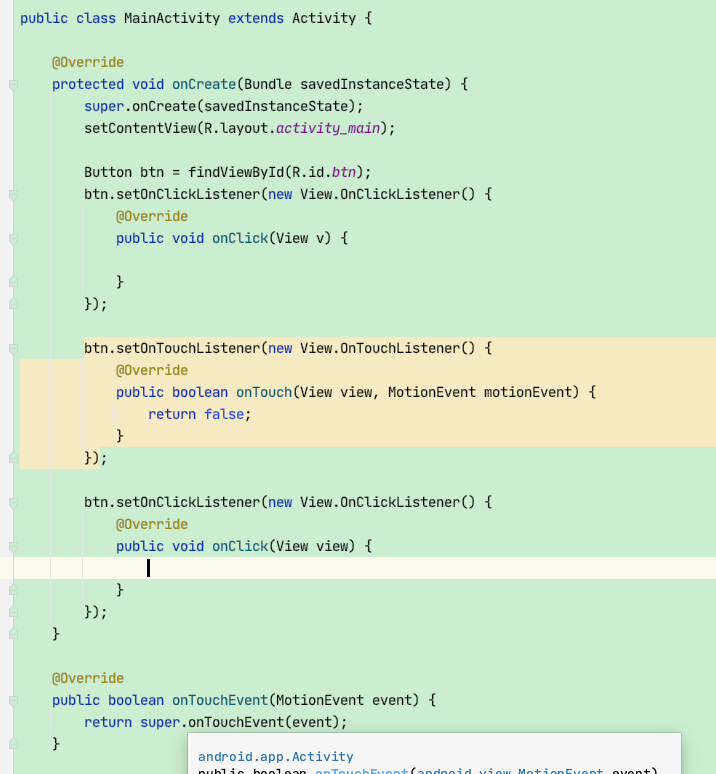 public class MainActivity extends Activity {
@Override
protected void onCreate(Bundle savedInstanceState) {
super.onCreate(savedInstanceState);
setContentView(R.layout.activity_main);
Button btn = findViewById(R.id.btn);
btn.setOnClickListener(new View.OnClickListener() {
@Override
public void onClick(View v) {
}
});
btn.setOnTouchListener(new View.OnTouchListener() {
@Override
public boolean onTouch(View view, MotionEvent motionEvent) {
return false;
}
});
btn.setOnClickListener(new View.OnClickListener() {
@Override
public void onClick(View view) {
}
});
}
@Override
public boolean onTouchEvent(MotionEvent event) {
return super.onTouchEvent(event);
}
android.app.Activity
public boolean onTouchEvent(android.view.MotionEvent event)